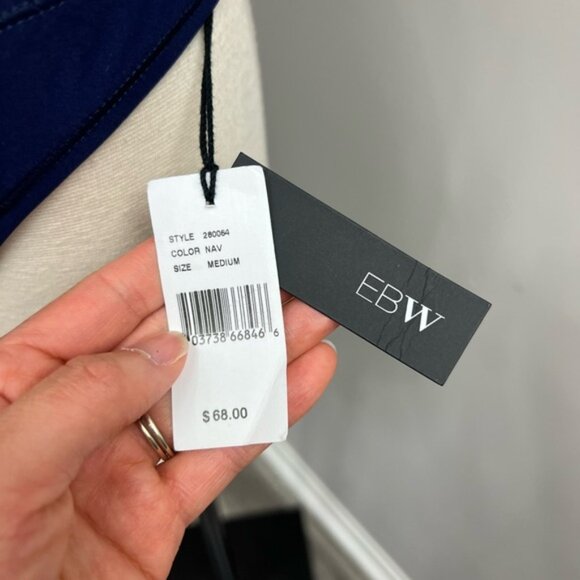 STYLE 280064
COLOR NAV
SIZE MEDIUM
03738 66846 6
$68.00
EBW